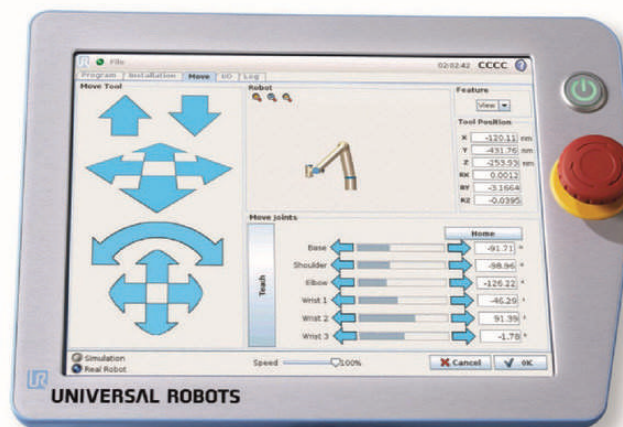 UR File 02:02:42 CCCC ?
Program Installation Move I/O Log
Move Tool
Robot
Feature
View
Tool Position
X -120.11 mm
Y -431.76 mm
Z -253.93 mm
RX 0.0012
RY -3.1664
RZ -0.0395
Move Joints
Home
Teach
Base -91.71 °
Shoulder -98.96 °
Elbow -126.22 °
Wrist 1 -46.29 °
Wrist 2 91.39 °
Wrist 3 -1.78 °
Simulation
Real Robot
Speed 100%
Cancel
OK
UR
UNIVERSAL ROBOTS